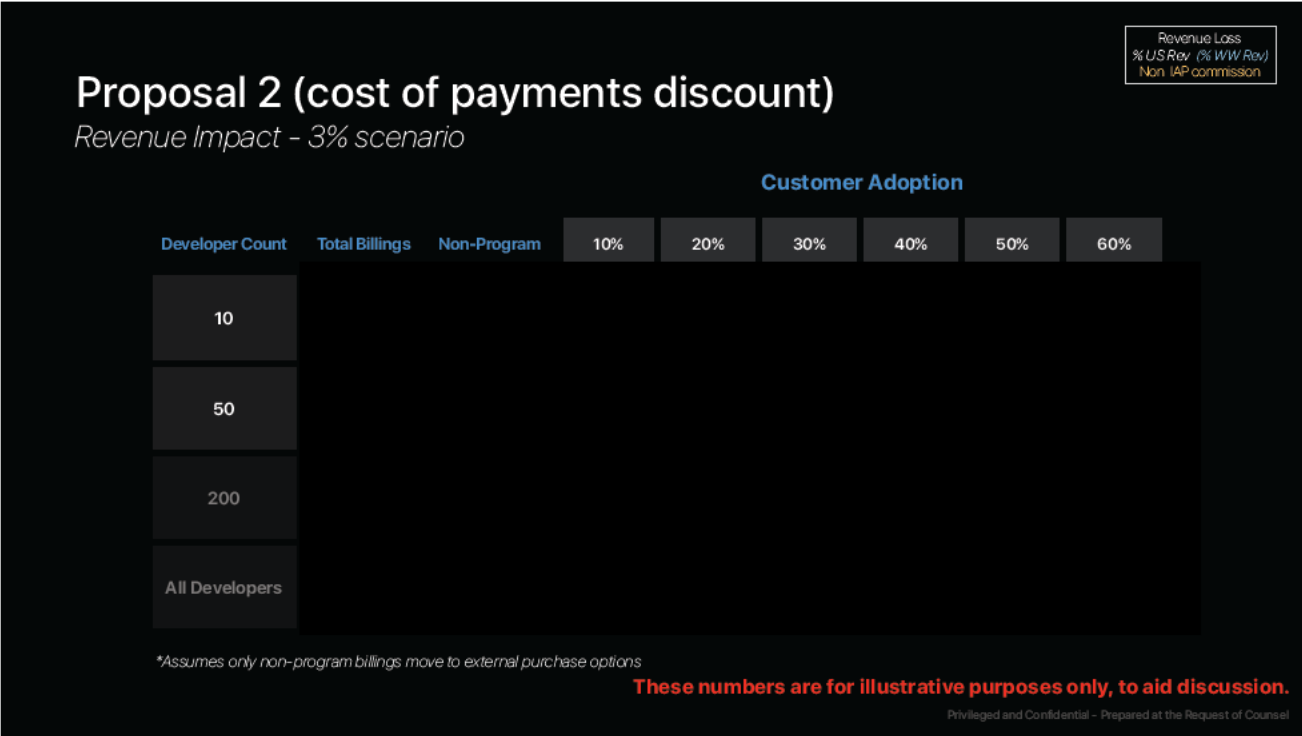 Revenue Loss
% US Rev (% WW Rev)
Non IAP commission
Proposal 2 (cost of payments discount)
Revenue Impact - 3% scenario
Customer Adoption
Developer Count Total Billings Non-Program 10% 20% 30% 40% 50% 60%
10
50
200
All Developers
*Assumes only non-program billings move to external purchase options
These numbers are for illustrative purposes only, to aid discussion.
Privileged and Confidential - Prepared at the Request of Counsel